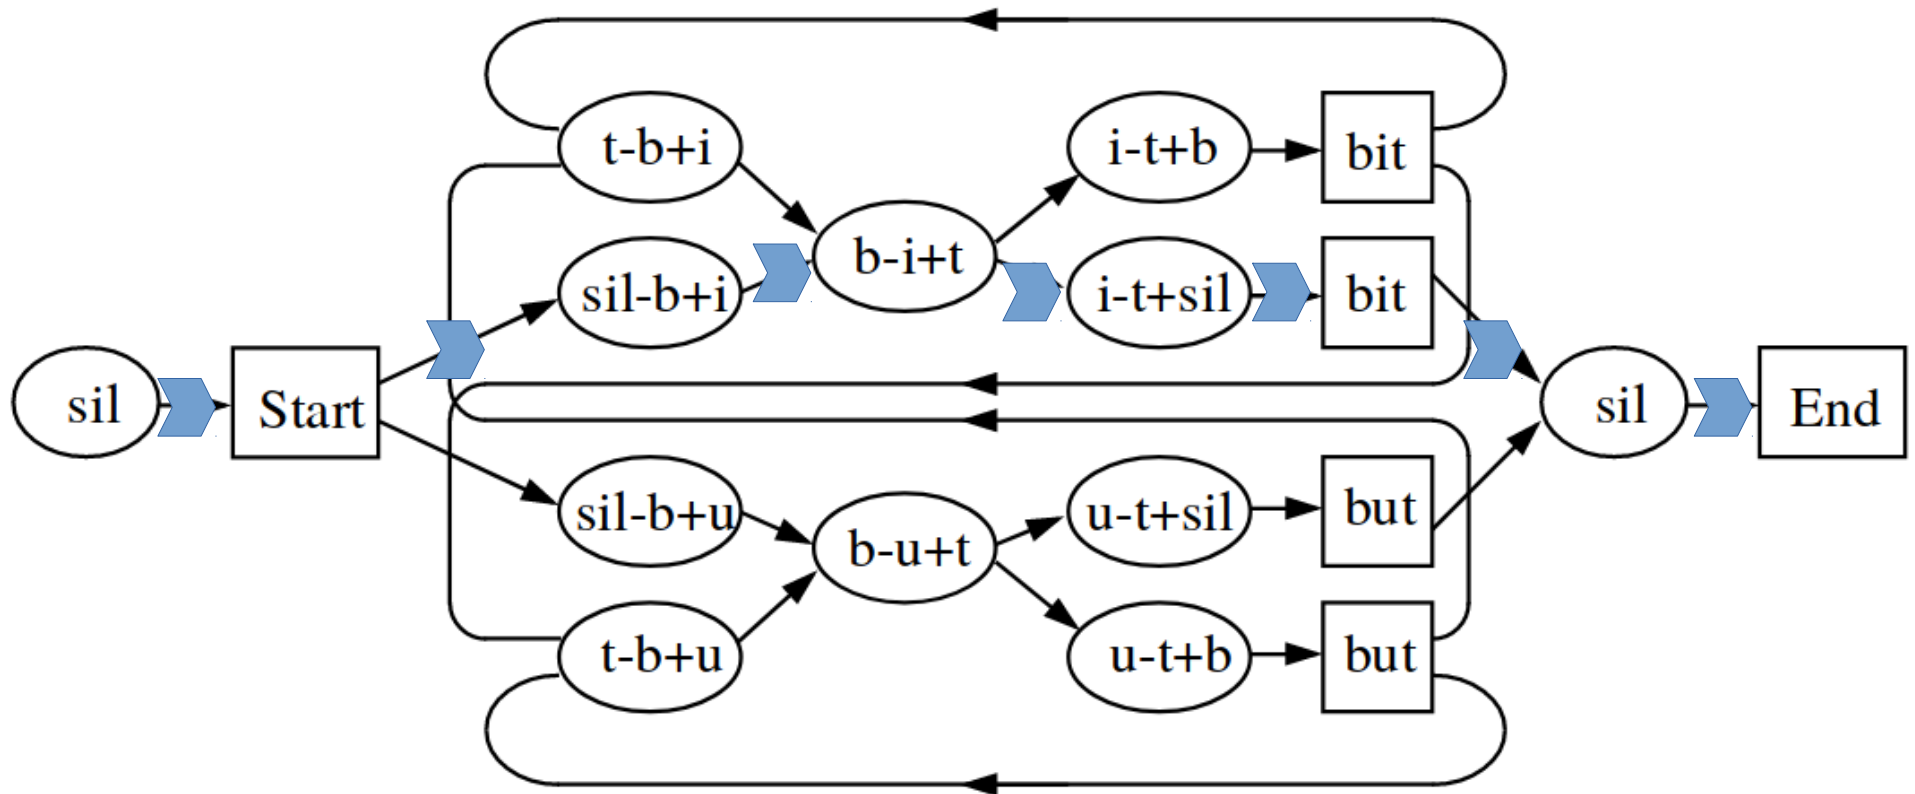 t-b+i
i-t+b
bit
b-i+t
sil-b+i
i-t+sil
bit
sil
Start
sil
End
sil-b+u
u-t+sil
but
b-u+t
t-b+u
u-t+b
but